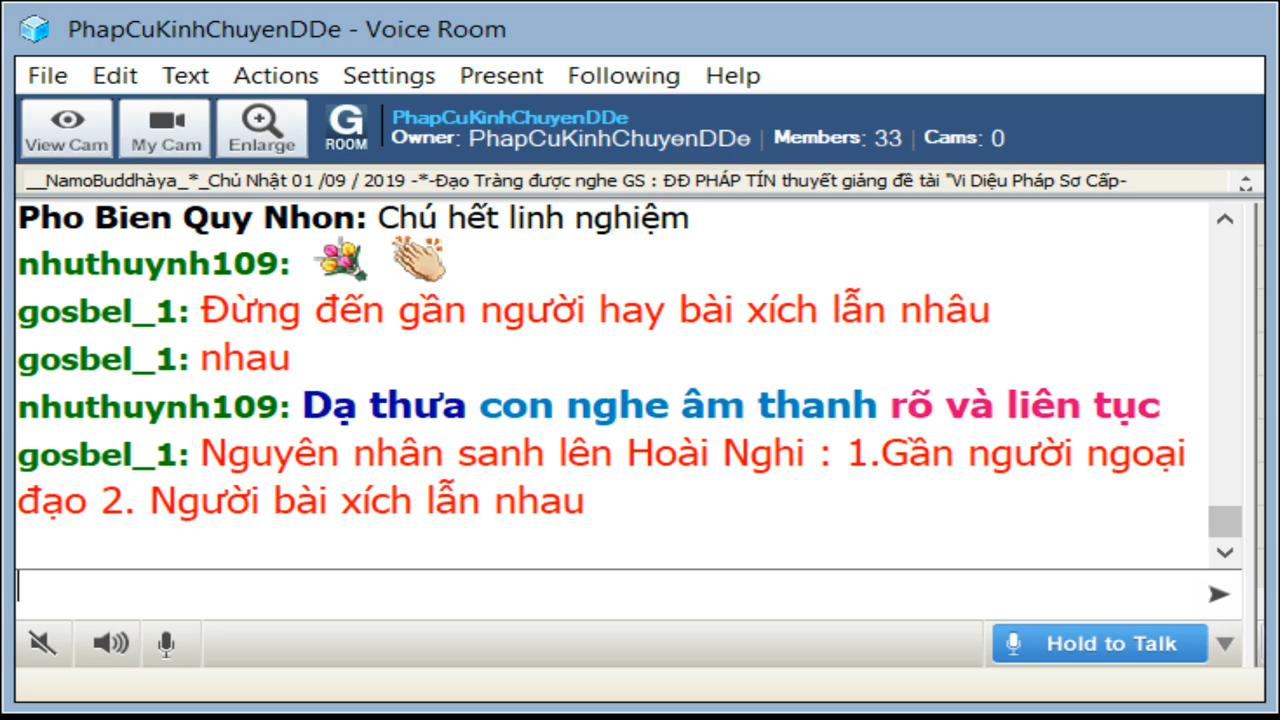 PhapCuKinhChuyenDDe - Voice Room
File Edit Text Actions Settings Present Following Help
View Cam My Cam Enlarge G ROOM
PhapCuKinhChuyenDDe
Owner: PhapCuKinhChuyenDDe | Members: 33 | Cams: 0
__NamoBuddhàya_*_Chủ Nhật 01 /09 / 2019 -*-Đạo Tràng được nghe GS : ĐĐ PHÁP TÍN thuyết giảng đề tài "Vi Diệu Pháp Sơ Cấp-
Pho Bien Quy Nhon: Chú hết linh nghiệm
nhuthuynh109:
gosbel_1: Đừng đến gần người hay bài xích lẫn nhâu
gosbel_1: nhau
nhuthuynh109: Dạ thưa con nghe âm thanh rõ và liên tục
gosbel_1: Nguyên nhân sanh lên Hoài Nghi : 1.Gần người ngoại
đạo 2. Người bài xích lẫn nhau
Hold to Talk